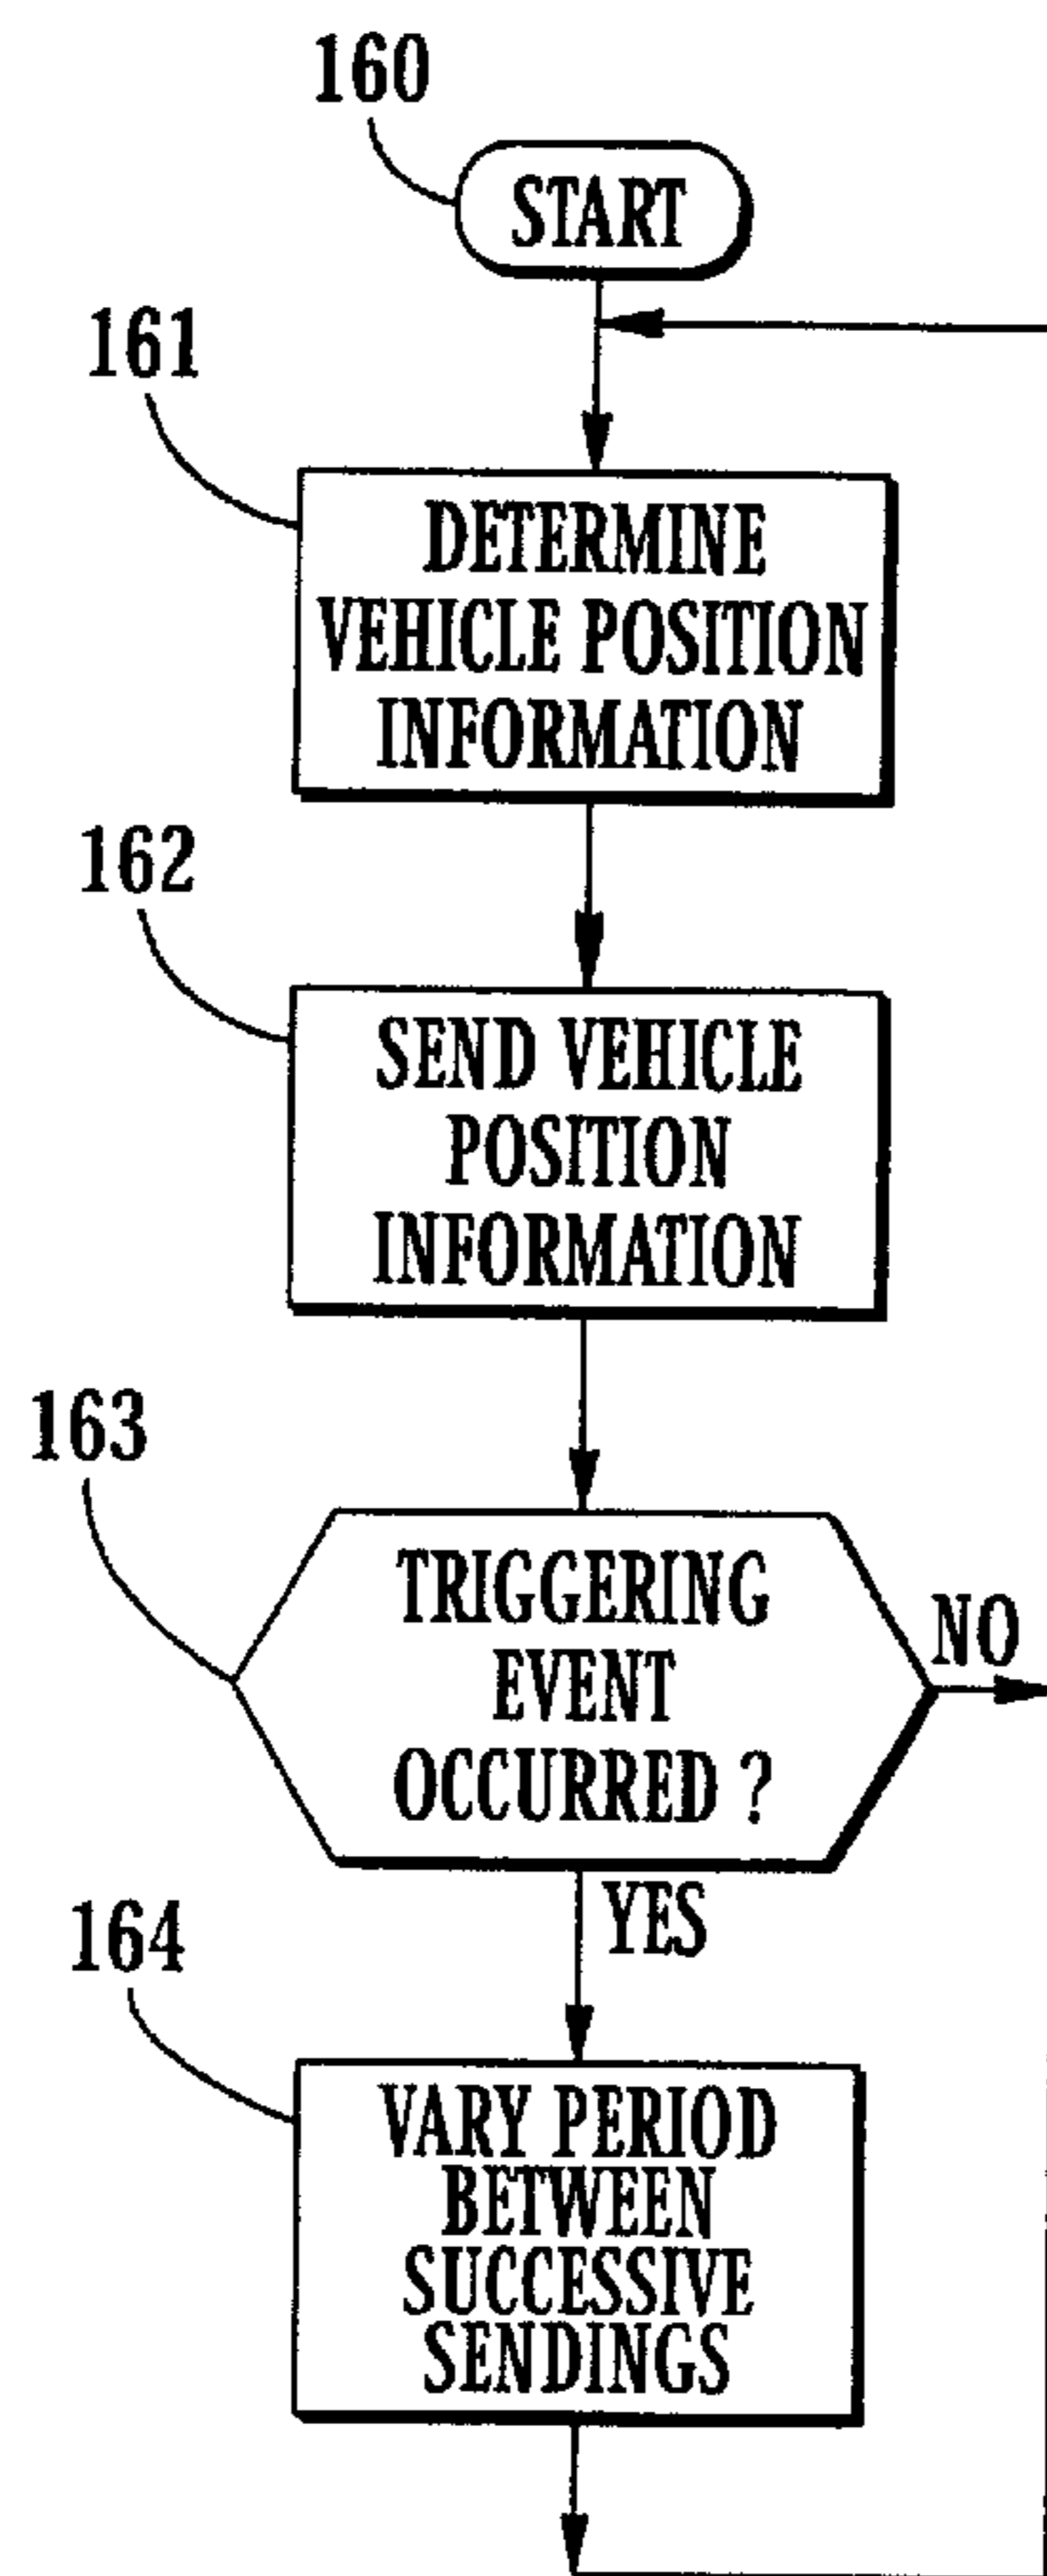 160
START
161
DETERMINE
VEHICLE POSITION
INFORMATION
162
SEND VEHICLE
POSITION
INFORMATION
163
TRIGGERING
EVENT
OCCURRED ?
NO
YES
164
VARY PERIOD
BETWEEN
SUCCESSIVE
SENDINGS